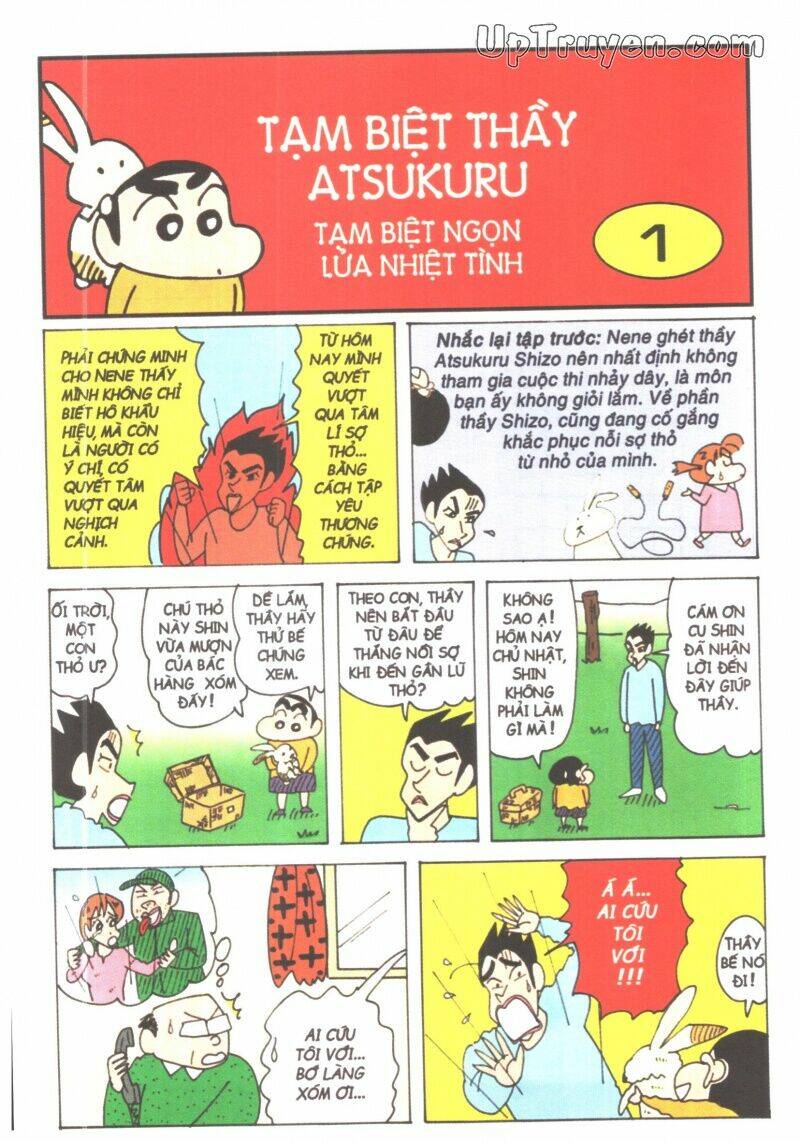 UpTruyen.com
TẠM BIỆT THẦY
ATSUKURU
TẠM BIỆT NGỌN
LỬA NHIỆT TÌNH
1
Nhắc lại tập trước: Nene ghét thầy
Atsukuru Shizo nên nhất định không
tham gia cuộc thi nhảy dây, là môn
bạn ấy không giỏi lắm. Về phần
thầy Shizo, cũng đang cố gắng
khắc phục nỗi sợ thỏ
từ nhỏ của mình.
TỪ HÔM
NAY MÌNH
QUYẾT
VƯỢT
QUA TÂM
LÍ SỢ
THỎ...
BẰNG
CÁCH TẬP
YÊU
THƯƠNG
CHÚNG.
PHẢI CHỨNG MINH
CHO NENE THẤY
MÌNH KHÔNG CHỈ
BIẾT HÔ KHẨU
HIỆU, MÀ CÒN
LÀ NGƯỜI CÓ
Ý CHÍ, CÓ
QUYẾT TÂM
VƯỢT QUA
NGHỊCH
CẢNH.
CÁM ƠN
CU SHIN
ĐÃ NHẬN
LỜI ĐẾN
ĐÂY GIÚP
THẦY.
KHÔNG
SAO Ạ!
HÔM NAY
CHỦ NHẬT,
SHIN
KHÔNG
PHẢI LÀM
GÌ MÀ!
THEO CON, THẦY
NÊN BẮT ĐẦU
TỪ ĐÂU ĐỂ
THẮNG NỖI SỢ
KHI ĐẾN GẦN LŨ
THỎ?
DỄ LẮM,
THẦY HÃY
THỬ BẾ
CHÚNG
XEM.
CHÚ THỎ
NÀY SHIN
VỪA MƯỢN
CỦA BÁC
HÀNG XÓM
ĐẤY!
ỐI TRỜI,
MỘT
CON
THỎ Ư?
THẦY
BẾ NÓ
ĐI!
Á Á...
AI CỨU
TÔI
VỚI
!!!
AI CỨU
TÔI VỚI...
BỚ LÀNG
XÓM ƠI...